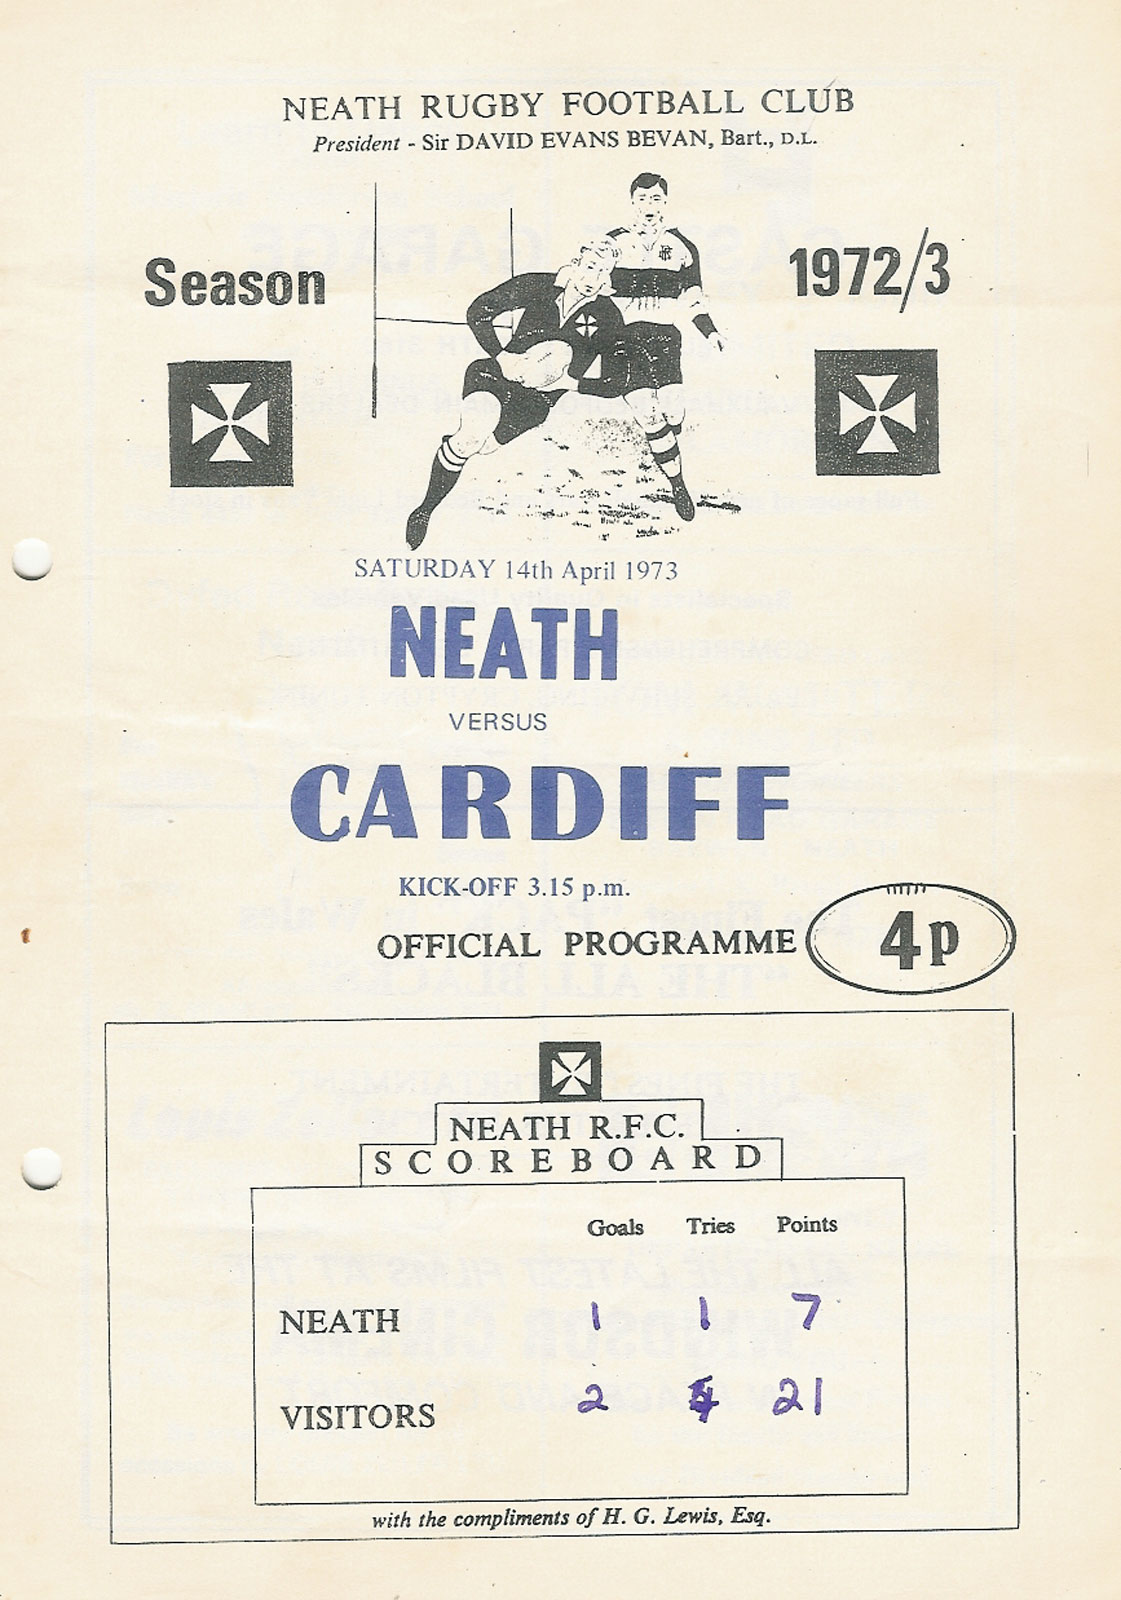 NEATH RUGBY FOOTBALL CLUB
President - Sir DAVID EVANS BEVAN, Bart., D.L.
Season 1972/3
SATURDAY 14th April 1973
NEATH
VERSUS
CARDIFF
KICK-OFF 3.15 p.m.
OFFICIAL PROGRAMME 4p
NEATH R.F.C.
SCOREBOARD
Goals Tries Points
NEATH 1 1 7
VISITORS 2 21
with the compliments of H. G. Lewis, Esq.